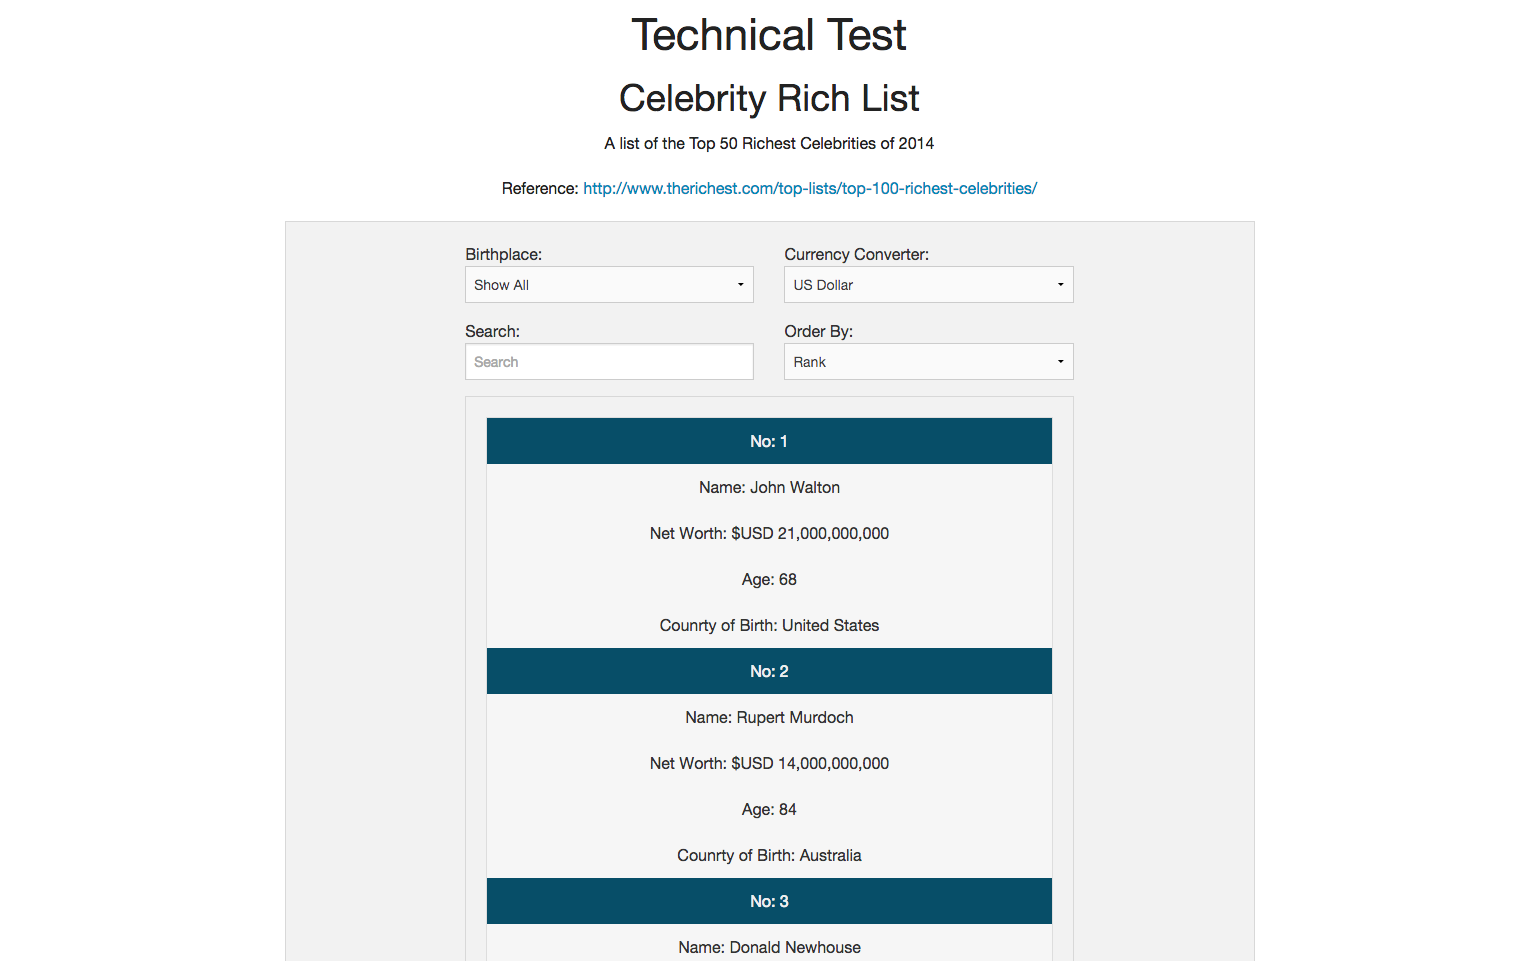 Technical Test
Celebrity Rich List
A list of the Top 50 Richest Celebrities of 2014
Reference: http://www.therichest.com/top-lists/top-100-richest-celebrities/
Birthplace:
Currency Converter:
Show All
US Dollar
Search:
Order By:
Search
Rank
No: 1
Name: John Walton
Net Worth: $USD 21,000,000,000
Age: 68
Counrty of Birth: United States
No: 2
Name: Rupert Murdoch
Net Worth: $USD 14,000,000,000
Age: 84
Counrty of Birth: Australia
No: 3
Name: Donald Newhouse